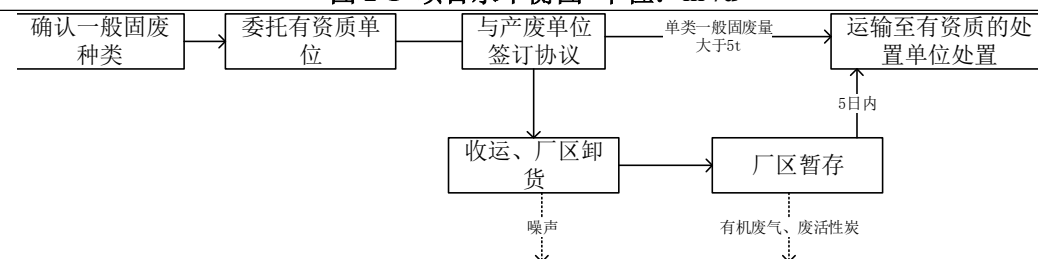 确认一般固废
种类
委托有资质单
位
与产废单位
签订协议
单类一般固废量
大于5t
运输至有资质的处
置单位处置
5日内
收运、厂区卸
货
厂区暂存
噪声
有机废气、废活性炭